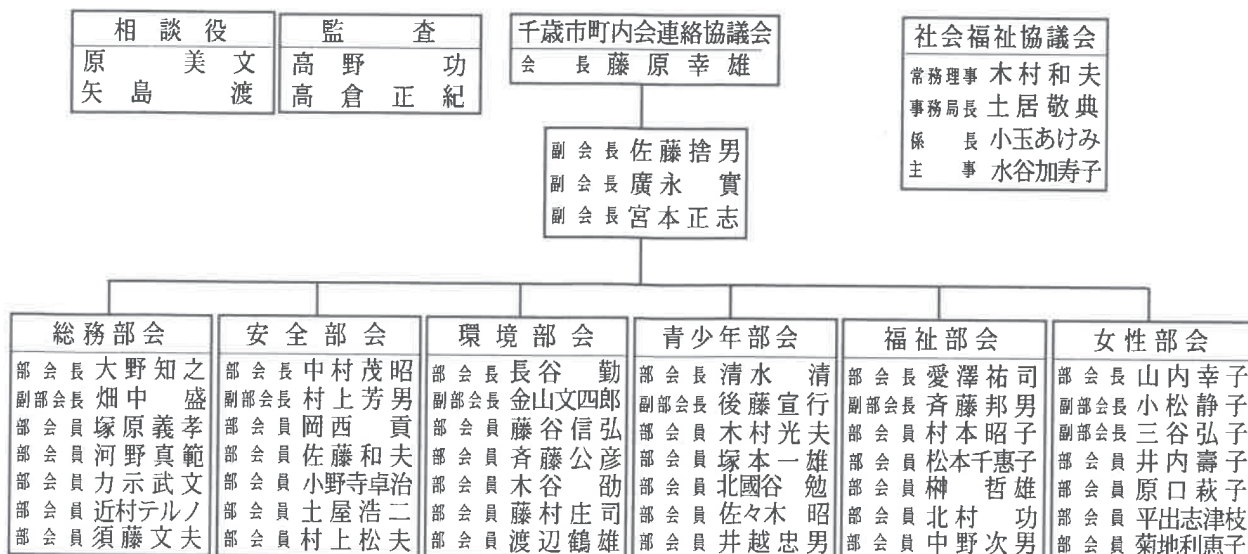 相談役
原美文
矢島渡
監査
高野功
高倉正紀
千歳市町内会連絡協議会
会長 藤原幸雄
社会福祉協議会
常務理事 木村和夫
事務局長 土居敬典
係長 小玉あけみ
主事 水谷加寿子
副会長 佐藤捨男
副会長 廣永實
副会長 宮本正志
総務部会
部会長 大野知之
副部会長 畑中盛
部会員 塚原義孝
部会員 河野真範
部会員 力示武文
部会員 近村テルノ
部会員 須藤文夫
安全部会
部会長 中村茂昭
副部会長 村上芳男
部会員 岡西貢
部会員 佐藤和夫
部会員 小野寺卓治
部会員 土屋浩二
部会員 村上松夫
環境部会
部会長 長谷勤
副部会長 金山文四郎
部会員 藤谷信弘
部会員 斉藤公彦
部会員 木谷劭
部会員 藤村庄司
部会員 渡辺鶴雄
青少年部会
部会長 清水清
副部会長 後藤宣行
部会員 木村光夫
部会員 塚本一雄
部会員 北國谷勉
部会員 佐々木昭
部会員 井越忠男
福祉部会
部会長 愛澤祐司
副部会長 斉藤邦男
部会員 村本昭子
部会員 松本千惠子
部会員 榊哲雄
部会員 北村功
部会員 中野次男
女性部会
部会長 山内幸子
副部会長 小松静子
副部会長 三谷弘子
部会員 井内壽子
部会員 原口萩子
部会員 平出志津枝
部会員 菊地利恵子